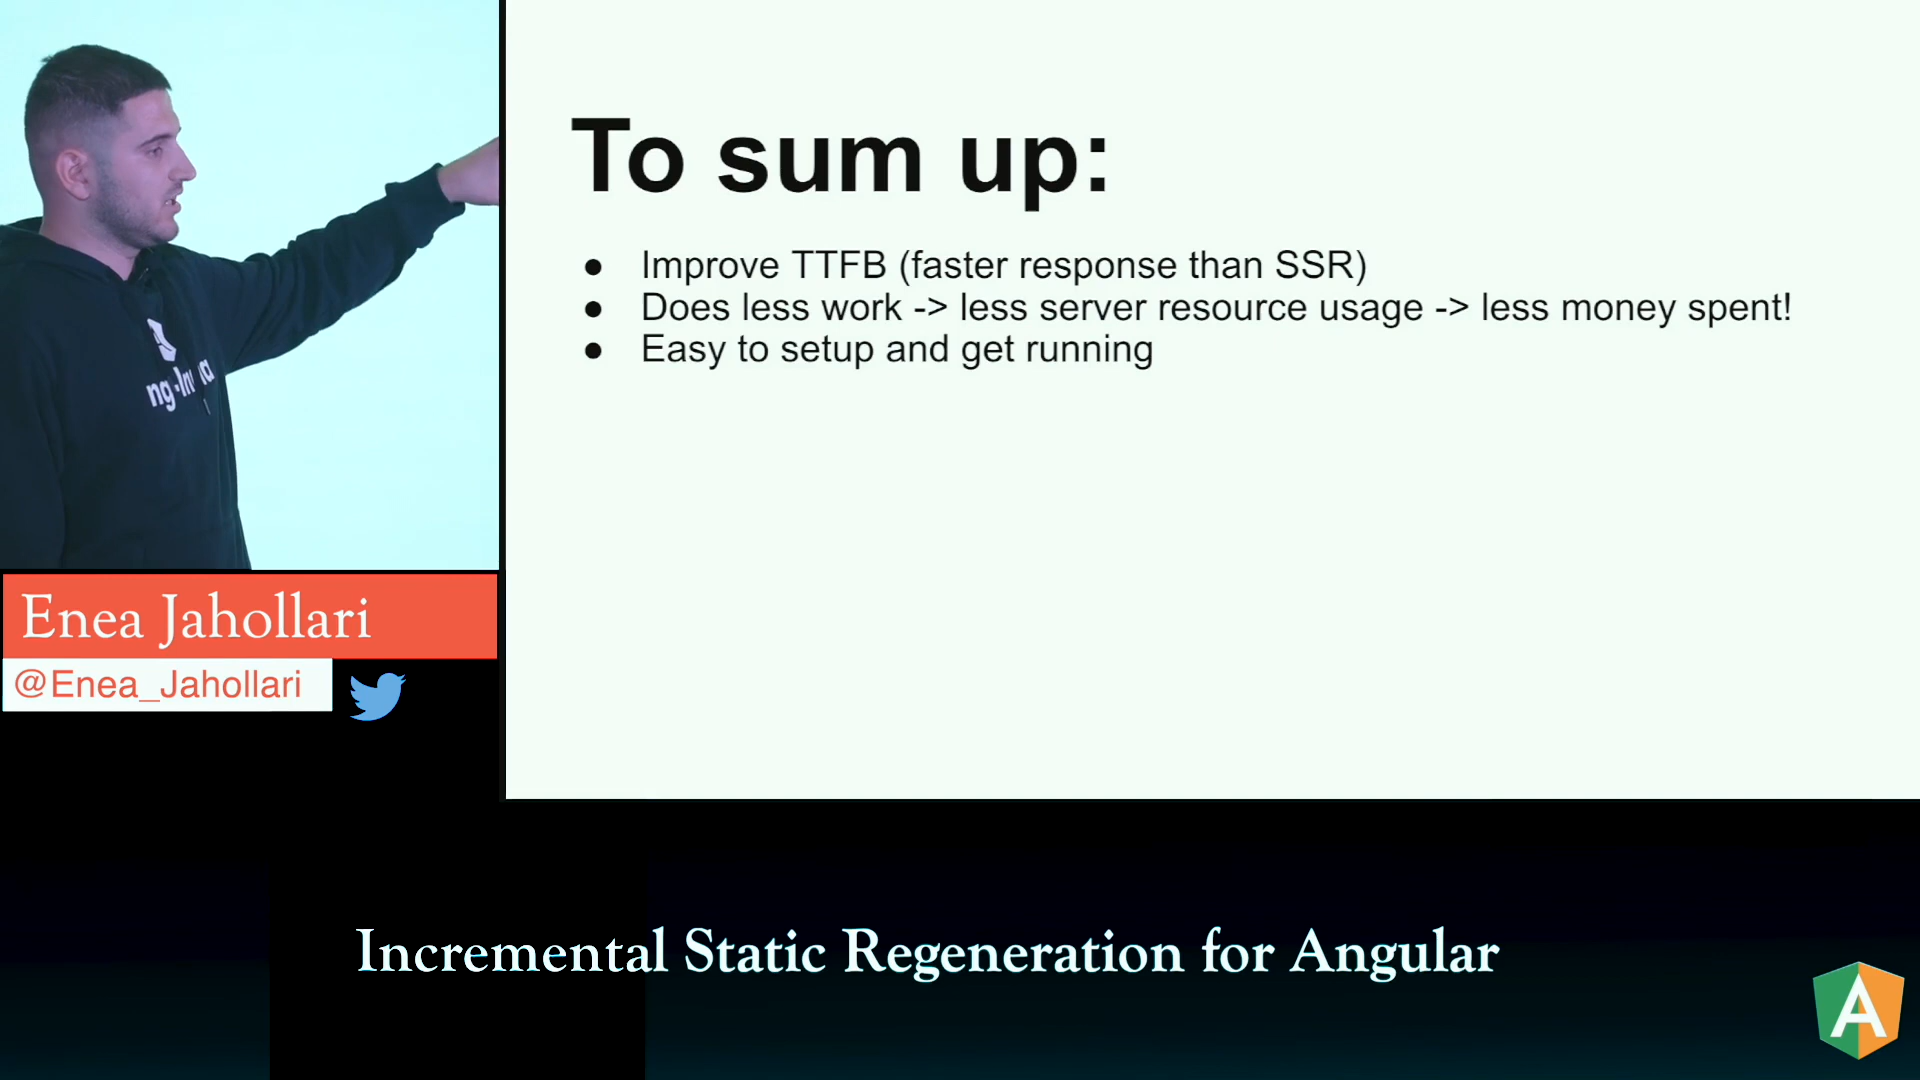 To sum up:
● Improve TTFB (faster response than SSR)
● Does less work -> less server resource usage -> less money spent!
● Easy to setup and get running
Enea Jahollari
@Enea_Jahollari
Incremental Static Regeneration for Angular
A